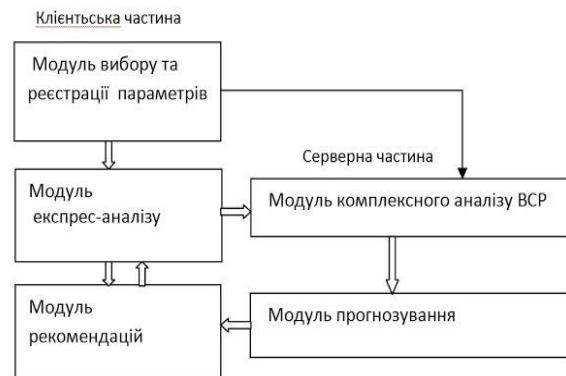 Клієнтська частина
Модуль вибору та
реєстрації параметрів
Серверна частина
Модуль
експрес-аналізу
Модуль комплексного аналізу ВСР
Модуль
рекомендацій
Модуль прогнозування